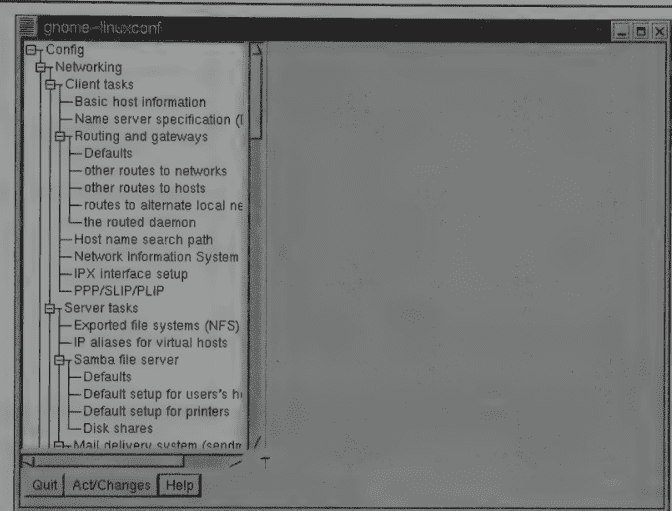 gnome-linuxconf
Config
Networking
Client tasks
Basic host information
Name server specification (
Routing and gateways
Defaults
other routes to networks
other routes to hosts
routes to alternate local ne
the routed daemon
Host name search path
Network Information System
IPX interface setup
PPP/SLIP/PLIP
Server tasks
Exported file systems (NFS)
IP aliases for virtual hosts
Samba file server
Defaults
Default setup for users's h
Default setup for printers
Disk shares
Mail delivery system (send
Quit Act/Changes Help